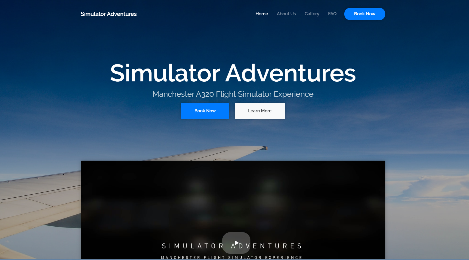 Simulator Adventures
Home About Us Gallery FAQ Book Now
Simulator Adventures
Manchester A320 Flight Simulator Experience
Book Now Learn More
SIMULATOR ADVENTURES
MANCHESTER FLIGHT SIMULATOR EXPERIENCE